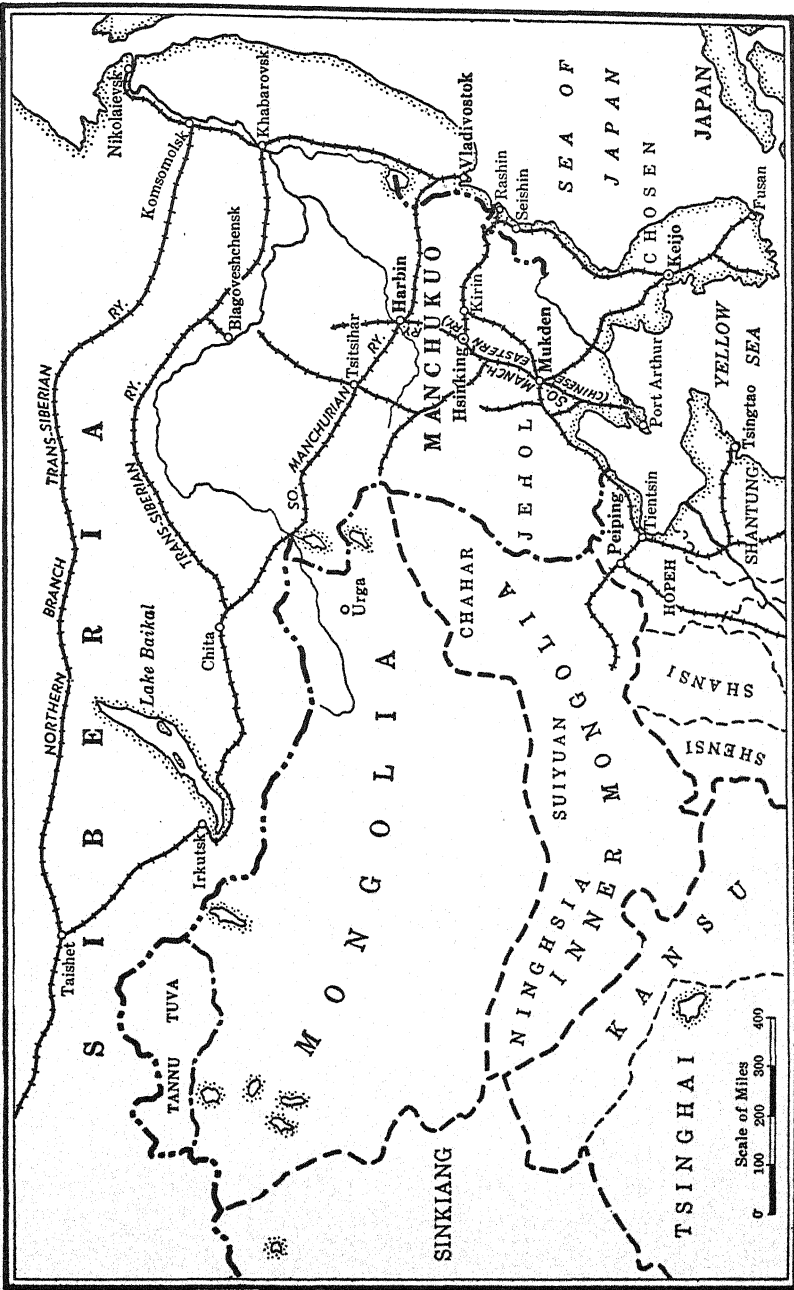 NORTHERN BRANCH TRANS-SIBERIAN RY.
Taishet
Komsomolsk
Nikolaievsk
SIBERIA
TRANS-SIBERIAN RY.
Lake Baikal
Irkutsk
Chita
Blagoveshchensk
Khabarovsk
TANNU TUVA
SO. MANCHURIAN RY.
Tsitsihar
Harbin
RY.
Urga
MONGOLIA
MANCHUKUO
Hsinking
Kirin
Vladivostok
Rashin
Seishin
SINKIANG
CHAHAR
JEHOL
SO. MANCH.
(CHINESE EASTERN RY.)
Mukden
SEA OF
JAPAN
NINGHSIA
SUIYUAN
INNER MONGOLIA
Peiping
Tientsin
Port Arthur
CHOSEN
Keijo
KANSU
SHENSI
SHANSI
HOPEH
YELLOW
SEA
JAPAN
TSINGHAI
SHANTUNG
Tsingtao
Fusan
Scale of Miles
0 100 200 300 400